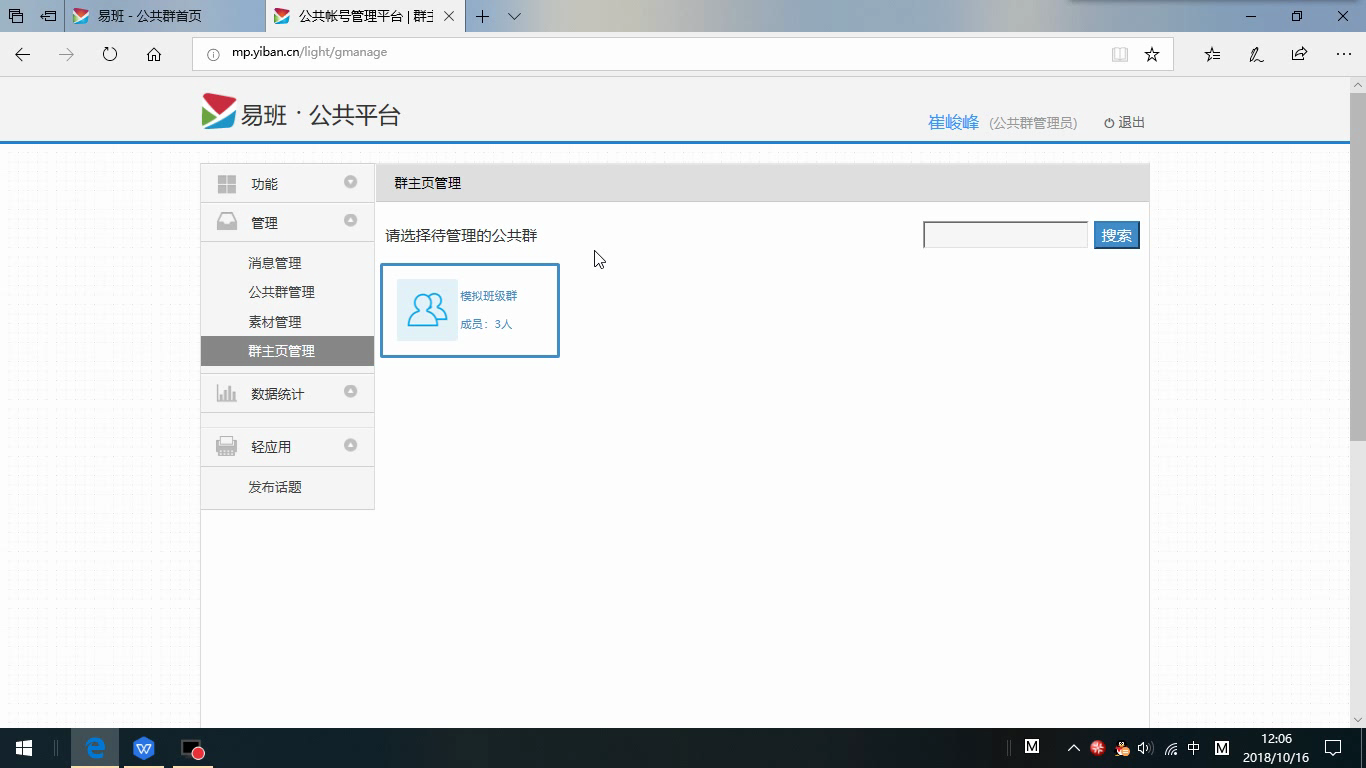 易班 - 公共群首页
公共帐号管理平台 | 群主
mp.yiban.cn/light/gmanage
易班 · 公共平台
崔峻峰 (公共群管理员) 退出
功能
管理
消息管理
公共群管理
素材管理
群主页管理
数据统计
轻应用
发布话题
群主页管理
请选择待管理的公共群
搜索
模拟班级群
成员：3人
M
中
M
12:06
2018/10/16